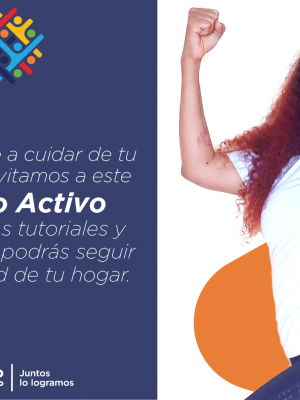 a cuidar de tu
vitamos a este
o Activo
s tutoriales y
podrás seguir
d de tu hogar.
Juntos
lo logramos